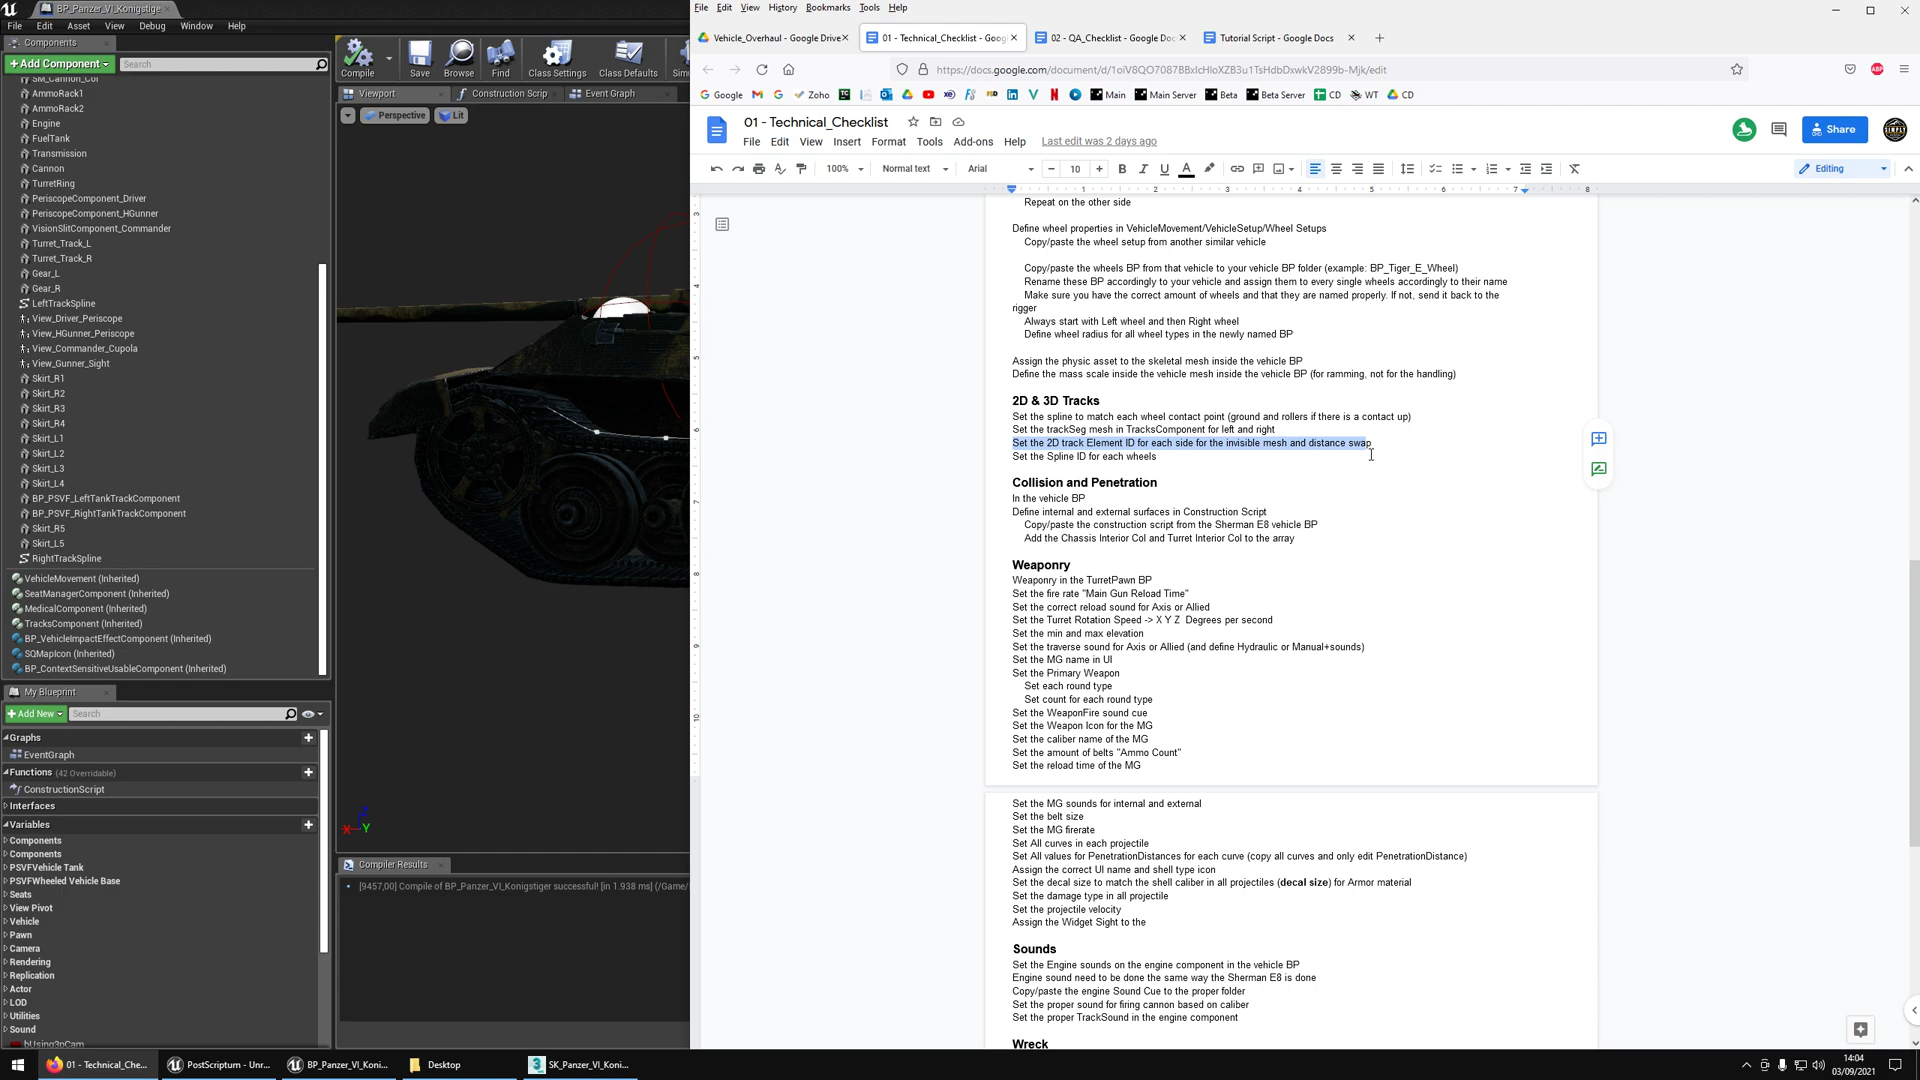 BP_Panzer_VI_Konigstige
File Edit Asset View Debug Window Help
Components
+ Add Component
Search
SM_Cannon_Col
AmmoRack1
AmmoRack2
Engine
FuelTank
Transmission
Cannon
TurretRing
PeriscopeComponent_Driver
PeriscopeComponent_HGunner
VisionSlitComponent_Commander
Turret_Track_L
Turret_Track_R
Gear_L
Gear_R
LeftTrackSpline
View_Driver_Periscope
View_HGunner_Periscope
View_Commander_Cupola
View_Gunner_Sight
Skirt_R1
Skirt_R2
Skirt_R3
Skirt_R4
Skirt_L1
Skirt_L2
Skirt_L3
Skirt_L4
BP_PSVF_LeftTankTrackComponent
BP_PSVF_RightTankTrackComponent
Skirt_R5
Skirt_L5
RightTrackSpline
VehicleMovement (Inherited)
SeatManagerComponent (Inherited)
MedicalComponent (Inherited)
TracksComponent (Inherited)
BP_VehicleImpactEffectComponent (Inherited)
SQMapIcon (Inherited)
BP_ContextSensitiveUsableComponent (Inherited)
My Blueprint
+ Add New
Search
Graphs
EventGraph
Functions (42 Overridable)
ConstructionScript
Interfaces
Variables
Components
Components
PSVFVehicle Tank
PSVFWheeled Vehicle Base
Seats
View Pivot
Vehicle
Pawn
Camera
Rendering
Replication
Actor
LOD
Utilities
Sound
bUsing3pCam
Compile Save Browse Find Class Settings Class Defaults
Viewport Construction Scrip Event Graph
Perspective Lit
Z
X Y
Compiler Results
[9457,00] Compile of BP_Panzer_VI_Konigstiger successful! [in 1.938 ms] (/Game/
File Edit View History Bookmarks Tools Help
Vehicle_Overhaul - Google Drive
01 - Technical_Checklist - Googl
02 - QA_Checklist - Google Doc
Tutorial Script - Google Docs
https://docs.google.com/document/d/1oiV8QO7087BBxIcHIoXZB3u1TsHdbDxwkV2899b-Mjk/edit
Google Zoho Main Main Server Beta Beta Server CD WT CD
01 - Technical_Checklist
File Edit View Insert Format Tools Add-ons Help Last edit was 2 days ago
Share
100% Normal text Arial 10 Editing
1 2 3 4 5 6 7 8
Repeat on the other side
Define wheel properties in VehicleMovement/VehicleSetup/Wheel Setups
Copy/paste the wheel setup from another similar vehicle
Copy/paste the wheels BP from that vehicle to your vehicle BP folder (example: BP_Tiger_E_Wheel)
Rename these BP accordingly to your vehicle and assign them to every single wheels accordingly to their name
Make sure you have the correct amount of wheels and that they are named properly. If not, send it back to the
rigger
Always start with Left wheel and then Right wheel
Define wheel radius for all wheel types in the newly named BP
Assign the physic asset to the skeletal mesh inside the vehicle BP
Define the mass scale inside the vehicle mesh inside the vehicle BP (for ramming, not for the handling)
2D & 3D Tracks
Set the spline to match each wheel contact point (ground and rollers if there is a contact up)
Set the trackSeg mesh in TracksComponent for left and right
Set the 2D track Element ID for each side for the invisible mesh and distance swap
Set the Spline ID for each wheels
Collision and Penetration
In the vehicle BP
Define internal and external surfaces in Construction Script
Copy/paste the construction script from the Sherman E8 vehicle BP
Add the Chassis Interior Col and Turret Interior Col to the array
Weaponry
Weaponry in the TurretPawn BP
Set the fire rate "Main Gun Reload Time"
Set the correct reload sound for Axis or Allied
Set the Turret Rotation Speed -> X Y Z Degrees per second
Set the min and max elevation
Set the traverse sound for Axis or Allied (and define Hydraulic or Manual+sounds)
Set the MG name in UI
Set the Primary Weapon
Set each round type
Set count for each round type
Set the WeaponFire sound cue
Set the Weapon Icon for the MG
Set the caliber name of the MG
Set the amount of belts "Ammo Count"
Set the reload time of the MG
Set the MG sounds for internal and external
Set the belt size
Set the MG firerate
Set All curves in each projectile
Set All values for PenetrationDistances for each curve (copy all curves and only edit PenetrationDistance)
Assign the correct UI name and shell type icon
Set the decal size to match the shell caliber in all projectiles (decal size) for Armor material
Set the damage type in all projectile
Set the projectile velocity
Assign the Widget Sight to the
Sounds
Set the Engine sounds on the engine component in the vehicle BP
Engine sound need to be done the same way the Sherman E8 is done
Copy/paste the engine Sound Cue to the proper folder
Set the proper sound for firing cannon based on caliber
Set the proper TrackSound in the engine component
Wreck
01 - Technical_Che...
PostScriptum - Unr...
BP_Panzer_VI_Koni...
Desktop
SK_Panzer_VI_Konig...
14:04
03/09/2021